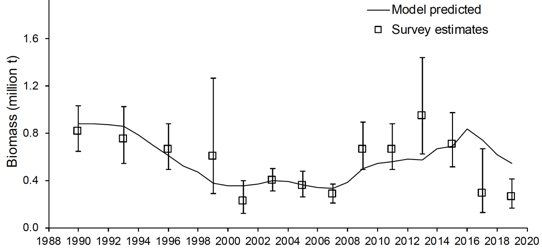 Model predicted
Survey estimates
Biomass (million t)
1.6
1.2
0.8
0.4
0.0
1988 1990 1992 1994 1996 1998 2000 2002 2004 2006 2008 2010 2012 2014 2016 2018 2020